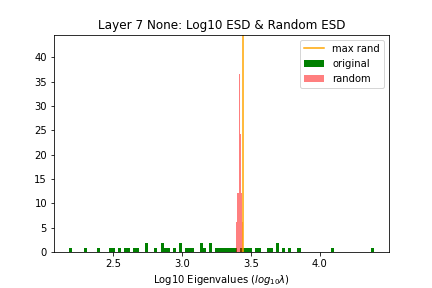 Layer 7 None: Log10 ESD & Random ESD
max rand
original
random
40
35
30
25
20
15
10
5
0
2.5 3.0 3.5 4.0
Log10 Eigenvalues (log₁₀λ)